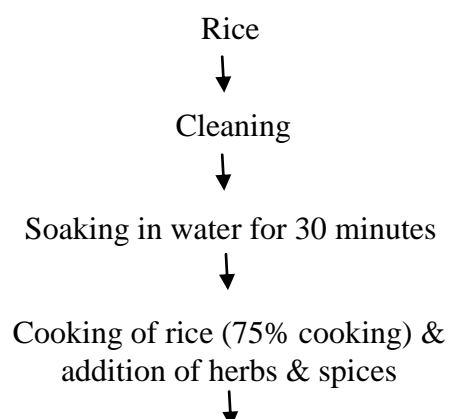 Rice
Cleaning
Soaking in water for 30 minutes
Cooking of rice (75% cooking) &
addition of herbs & spices